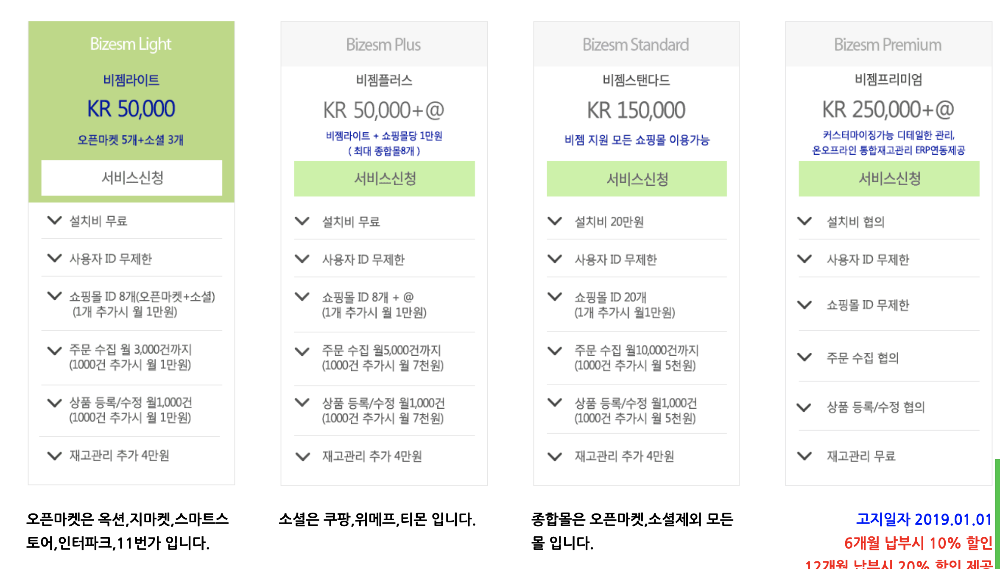 Bizesm Light
비젬라이트
KR 50,000
오픈마켓 5개+소셜 3개
서비스신청
설치비 무료
사용자 ID 무제한
쇼핑몰 ID 8개(오픈마켓+소셜)
(1개 추가시 월 1만원)
주문 수집 월 3,000건까지
(1000건 추가시 월 1만원)
상품 등록/수정 월1,000건
(1000건 추가시 월 1만원)
재고관리 추가 4만원
오픈마켓은 옥션,지마켓,스마트스
토어,인터파크,11번가 입니다.
Bizesm Plus
비젬플러스
KR 50,000+@
비젬라이트 + 쇼핑몰당 1만원
( 최대 종합몰8개 )
서비스신청
설치비 무료
사용자 ID 무제한
쇼핑몰 ID 8개 + @
(1개 추가시 월 1만원)
주문 수집 월5,000건까지
(1000건 추가시 월 7천원)
상품 등록/수정 월1,000건
(1000건 추가시 월 7천원)
재고관리 추가 4만원
소셜은 쿠팡,위메프,티몬 입니다.
Bizesm Standard
비젬스탠다드
KR 150,000
비젬 지원 모든 쇼핑몰 이용가능
서비스신청
설치비 20만원
사용자 ID 무제한
쇼핑몰 ID 20개
(1개 추가시 월1만원)
주문 수집 월10,000건까지
(1000건 추가시 월 5천원)
상품 등록/수정 월1,000건
(1000건 추가시 월 5천원)
재고관리 추가 4만원
종합몰은 오픈마켓,소셜제외 모든
몰 입니다.
Bizesm Premium
비젬프리미엄
KR 250,000+@
커스터마이징가능 디테일한 관리,
온오프라인 통합재고관리 ERP연동제공
서비스신청
설치비 협의
사용자 ID 무제한
쇼핑몰 ID 무제한
주문 수집 협의
상품 등록/수정 협의
재고관리 무료
고지일자 2019.01.01
6개월 납부시 10% 할인
12개월 납부시 20% 할인 제공